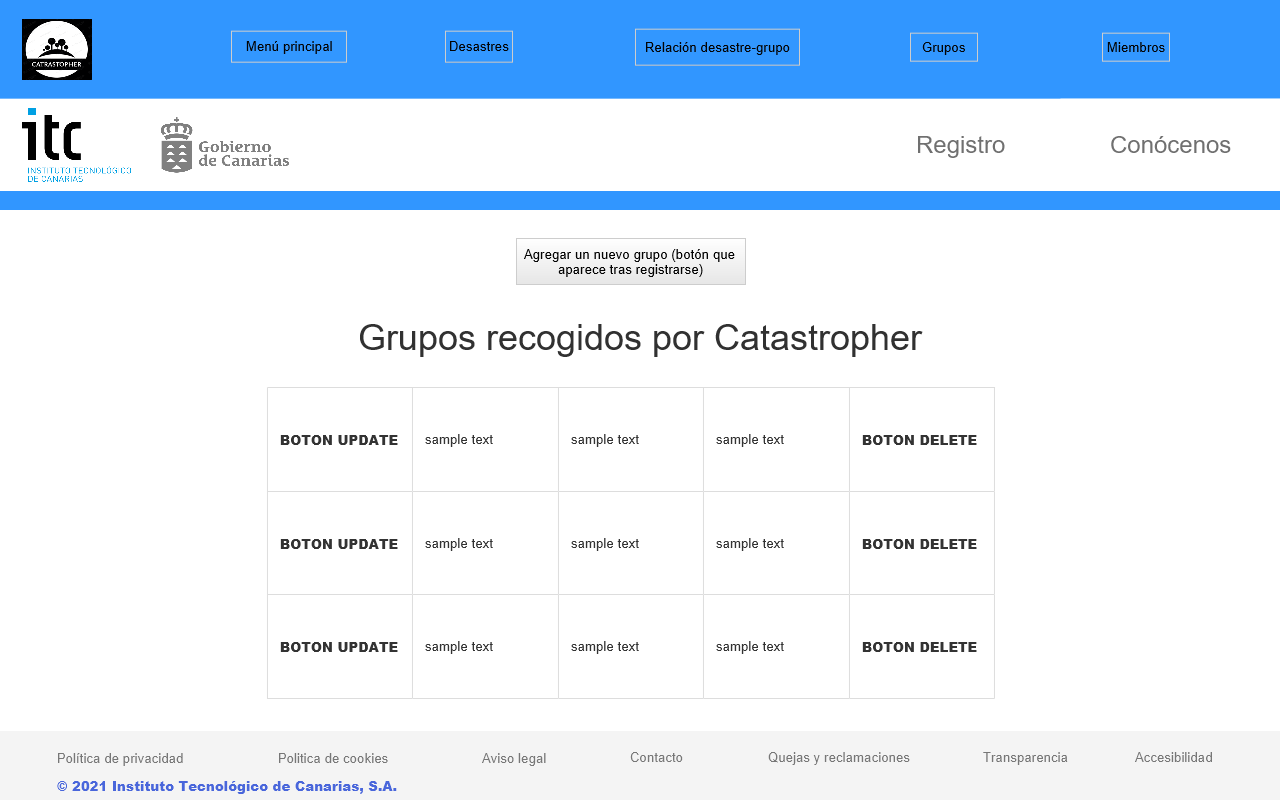 CATRASTOPHER
Menú principal
Desastres
Relación desastre-grupo
Grupos
Miembros
itc
INSTITUTO TECNOLÓGICO
DE CANARIAS
Gobierno
de Canarias
Registro
Conócenos
Agregar un nuevo grupo (botón que
aparece tras registrarse)
Grupos recogidos por Catastropher
BOTON UPDATE sample text sample text sample text BOTON DELETE
BOTON UPDATE sample text sample text sample text BOTON DELETE
BOTON UPDATE sample text sample text sample text BOTON DELETE
Política de privacidad
Politica de cookies
Aviso legal
Contacto
Quejas y reclamaciones
Transparencia
Accesibilidad
© 2021 Instituto Tecnológico de Canarias, S.A.